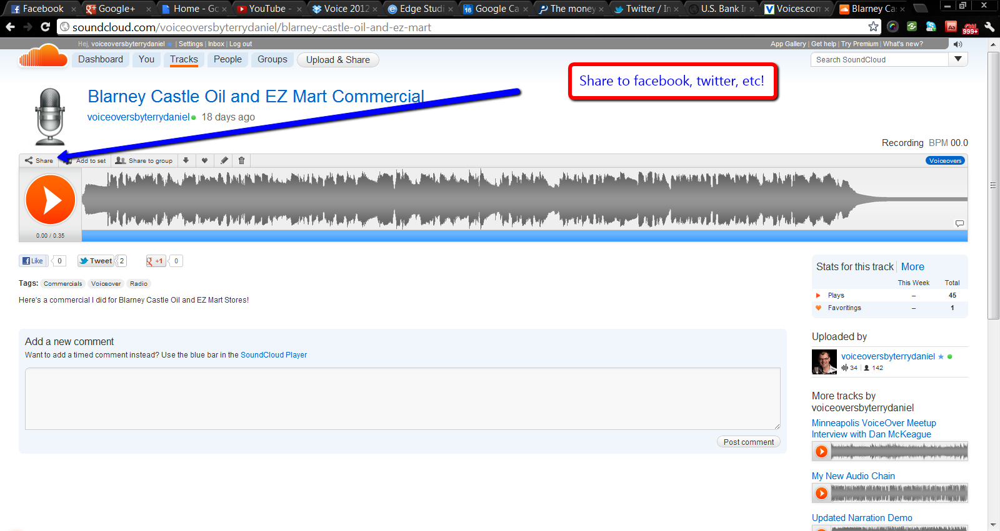 Facebook
Google+
Home - Go
YouTube -
Voice 2012
Edge Studi
16
Google Ca
The money
Twitter / In
U.S. Bank In
Voices.com
Blarney Ca
soundcloud.com/voiceoversbyterrydaniel/blarney-castle-oil-and-ez-mart
999+
Hej, voiceoversbyterrydaniel | Settings | Inbox | Log out
App Gallery | Get help | Try Premium | What's new?
Dashboard
You
Tracks
People
Groups
Upload & Share
Search SoundCloud
Share to facebook, twitter, etc!
Blarney Castle Oil and EZ Mart Commercial
voiceoversbyterrydaniel 18 days ago
Recording BPM 00.0
Share
Add to set
Share to group
Voiceovers
0.00 / 0.35
Like 0
Tweet 2
+1 0
Tags: Commercials Voiceover Radio
Here's a commercial I did for Blarney Castle Oil and EZ Mart Stores!
Stats for this track More
This Week Total
Plays – 45
Favoritings – 1
Add a new comment
Want to add a timed comment instead? Use the blue bar in the SoundCloud Player
Post comment
Uploaded by
voiceoversbyterrydaniel
34 142
More tracks by
voiceoversbyterrydaniel
Minneapolis VoiceOver Meetup
Interview with Dan McKeague
My New Audio Chain
Updated Narration Demo